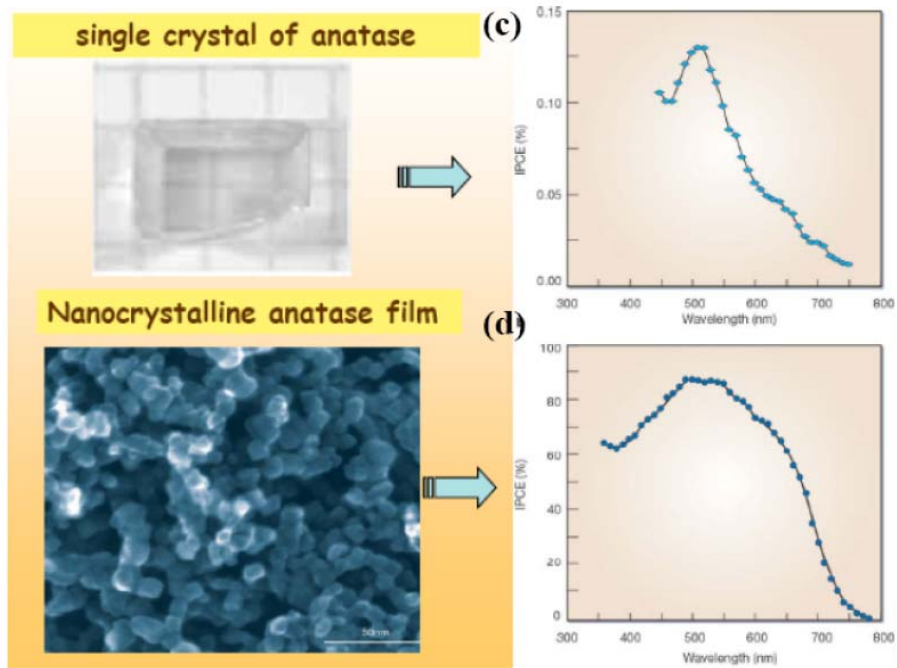 single crystal of anatase
(c)
0.15
0.10
0.05
0.00
IPCE (%)
300 400 500 600 700 800
Wavelength (nm)
Nanocrystalline anatase film
(d)
100
80
60
40
20
0
IPCE (%)
300 400 500 600 700 800
Wavelength (nm)
50nm